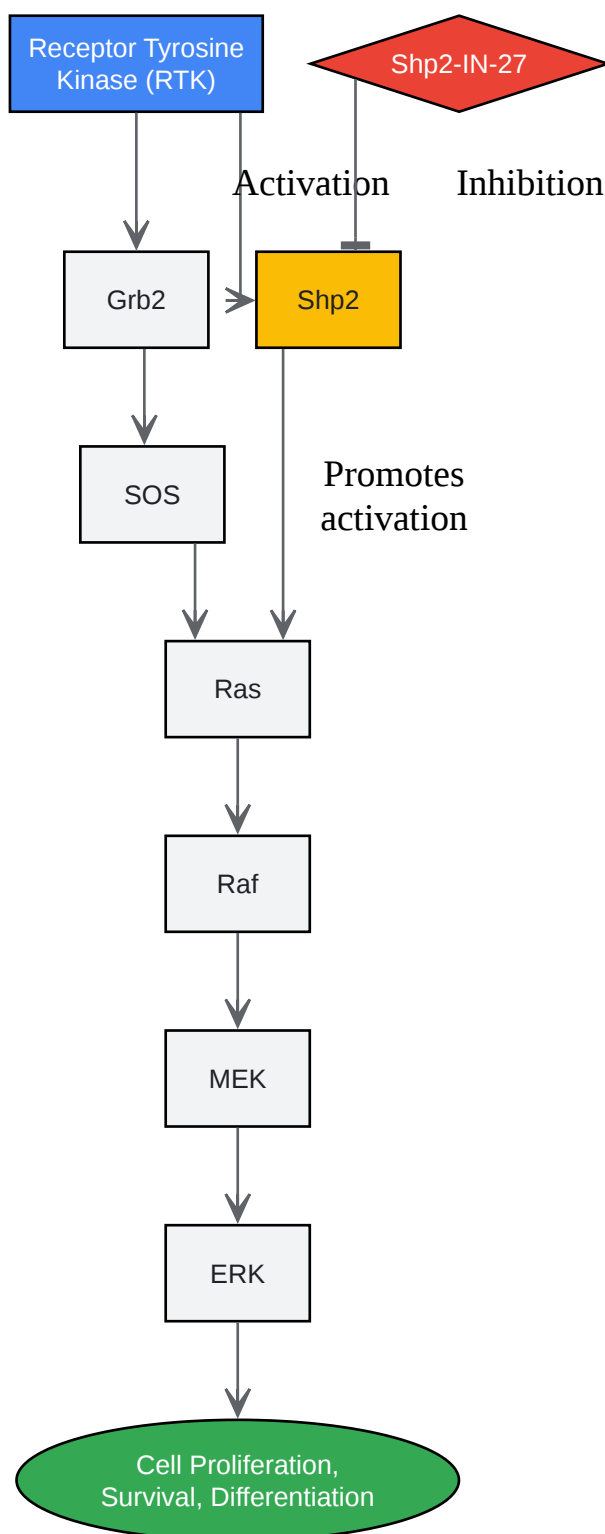 Receptor Tyrosine
Kinase (RTK)
Shp2-IN-27
Activation
Inhibition
Grb2
Shp2
SOS
Promotes
activation
Ras
Raf
MEK
ERK
Cell Proliferation,
Survival, Differentiation